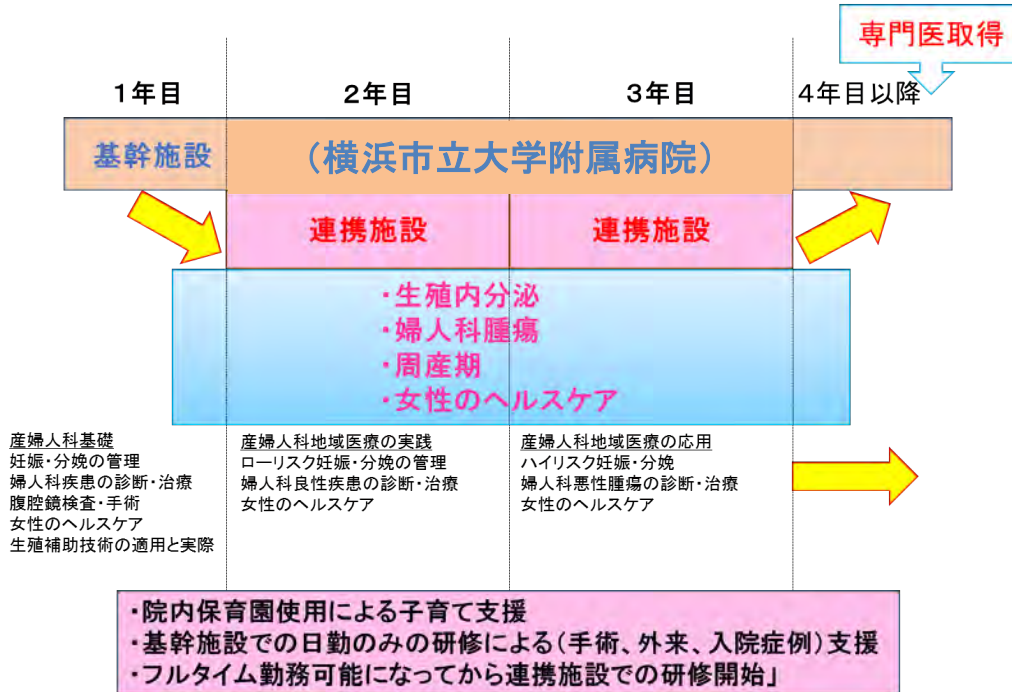 専門医取得
1年目
2年目
3年目
4年目以降
基幹施設 (横浜市立大学附属病院)
連携施設
連携施設
・生殖内分泌
・婦人科腫瘍
・周産期
・女性のヘルスケア
産婦人科基礎
妊娠・分娩の管理
婦人科疾患の診断・治療
腹腔鏡検査・手術
女性のヘルスケア
生殖補助技術の適用と実際
産婦人科地域医療の実践
ローリスク妊娠・分娩の管理
婦人科良性疾患の診断・治療
女性のヘルスケア
産婦人科地域医療の応用
ハイリスク妊娠・分娩
婦人科悪性腫瘍の診断・治療
女性のヘルスケア
・院内保育園使用による子育て支援
・基幹施設での日勤のみの研修による(手術、外来、入院症例)支援
・フルタイム勤務可能になってから連携施設での研修開始」